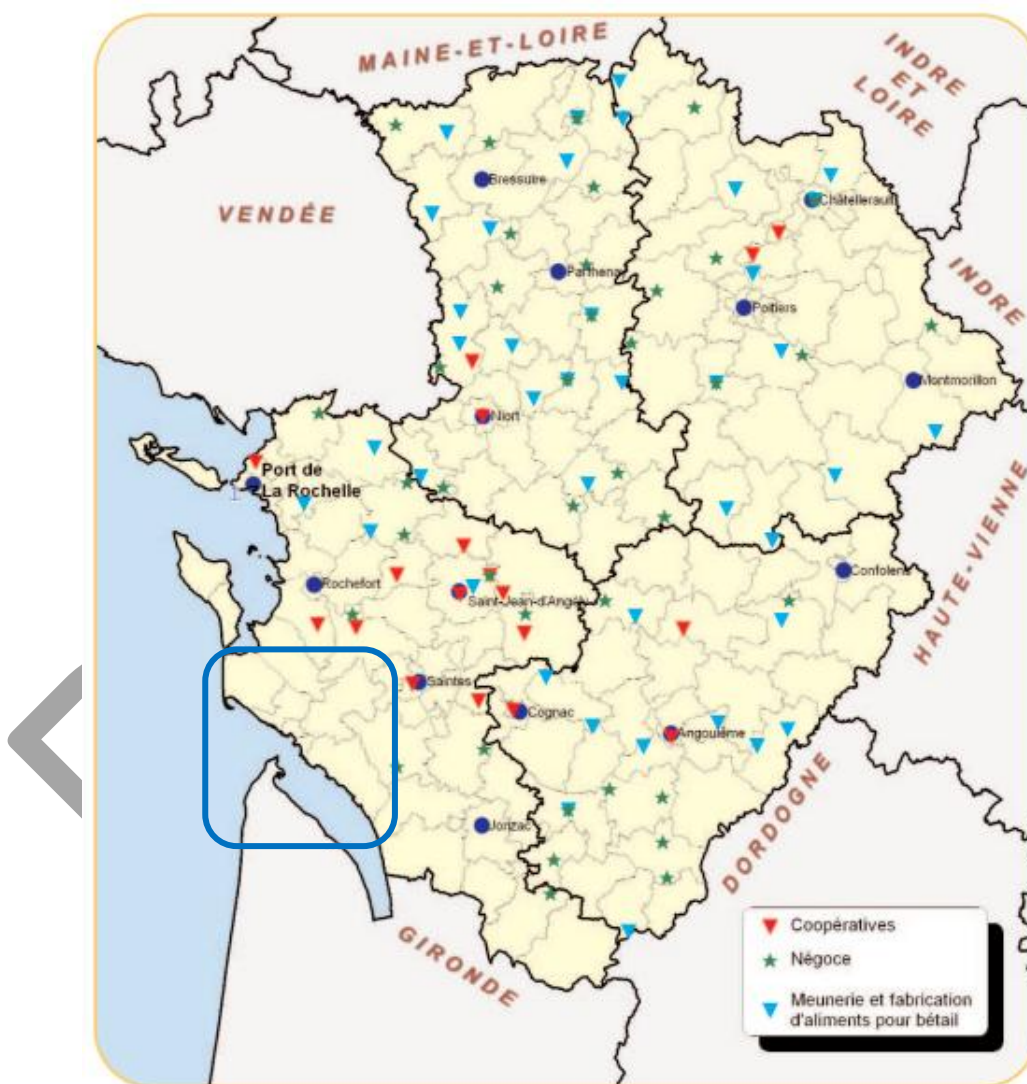 MAINE-ET-LOIRE
INDRE
ET
LOIRE
VENDÉE
Bressuire
Châtellerault
Parthenay
INDRE
Poitiers
Montmorillon
Niort
Port de
La Rochelle
HAUTE-VIENNE
Rochefort
Confolens
Saint-Jean-d'Angély
Saintes
Cognac
Angoulême
Jonzac
DORDOGNE
GIRONDE
Coopératives
Négoce
Meunerie et fabrication
d'aliments pour bétail